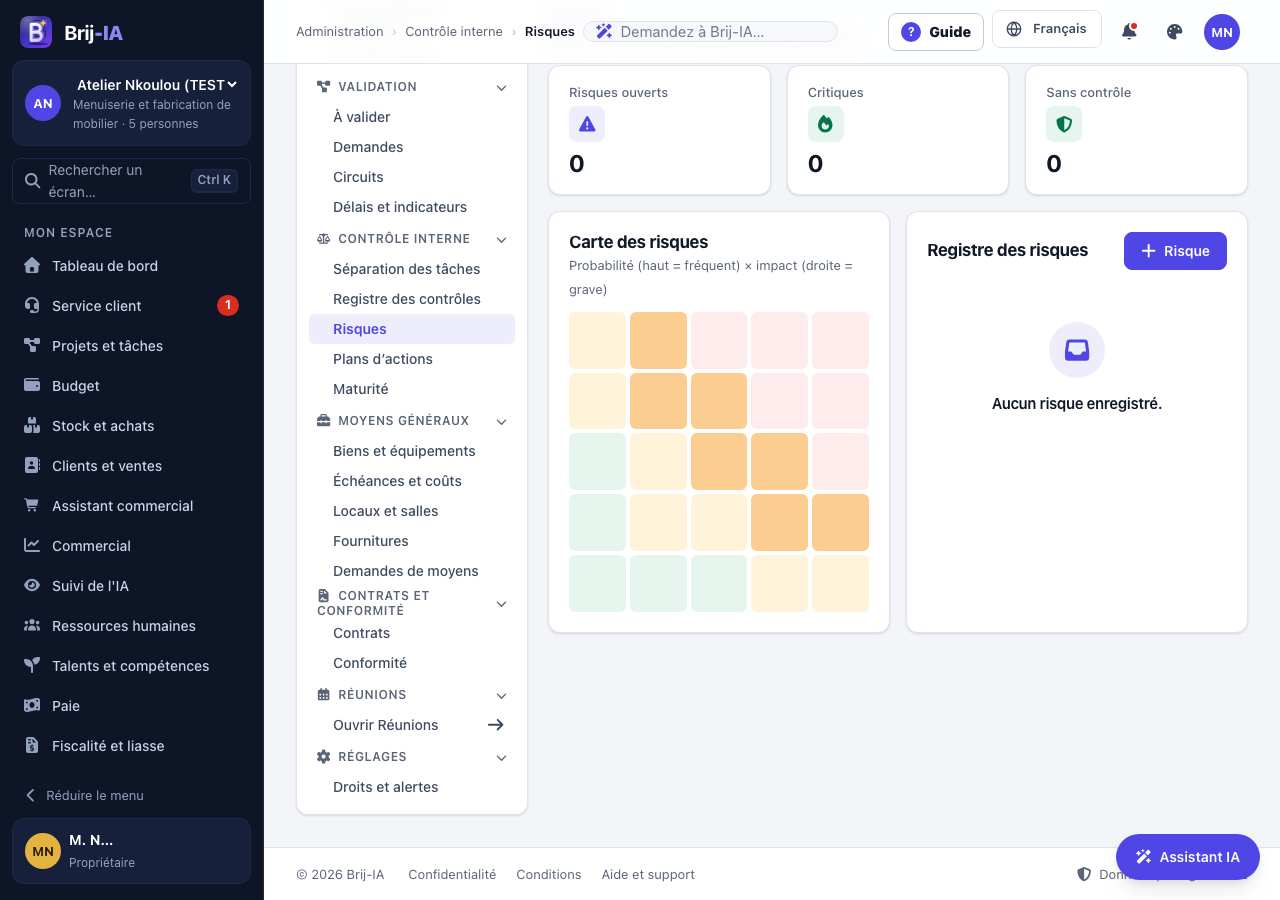 Brij-IA
AN
Atelier Nkoulou (TEST
Menuiserie et fabrication de
mobilier · 5 personnes
Rechercher un
écran...
Ctrl K
MON ESPACE
Tableau de bord
Service client
1
Projets et tâches
Budget
Stock et achats
Clients et ventes
Assistant commercial
Commercial
Suivi de l'IA
Ressources humaines
Talents et compétences
Paie
Fiscalité et liasse
Réduire le menu
MN
M. N...
Propriétaire
Administration › Contrôle interne › Risques
Demandez à Brij-IA...
? Guide
Français
MN
VALIDATION
À valider
Demandes
Circuits
Délais et indicateurs
CONTRÔLE INTERNE
Séparation des tâches
Registre des contrôles
Risques
Plans d'actions
Maturité
MOYENS GÉNÉRAUX
Biens et équipements
Échéances et coûts
Locaux et salles
Fournitures
Demandes de moyens
CONTRATS ET
CONFORMITÉ
Contrats
Conformité
RÉUNIONS
Ouvrir Réunions
RÉGLAGES
Droits et alertes
Risques ouverts
0
Critiques
0
Sans contrôle
0
Carte des risques
Probabilité (haut = fréquent) × impact (droite =
grave)
Registre des risques
Risque
Aucun risque enregistré.
© 2026 Brij-IA
Confidentialité
Conditions
Aide et support
Assistant IA